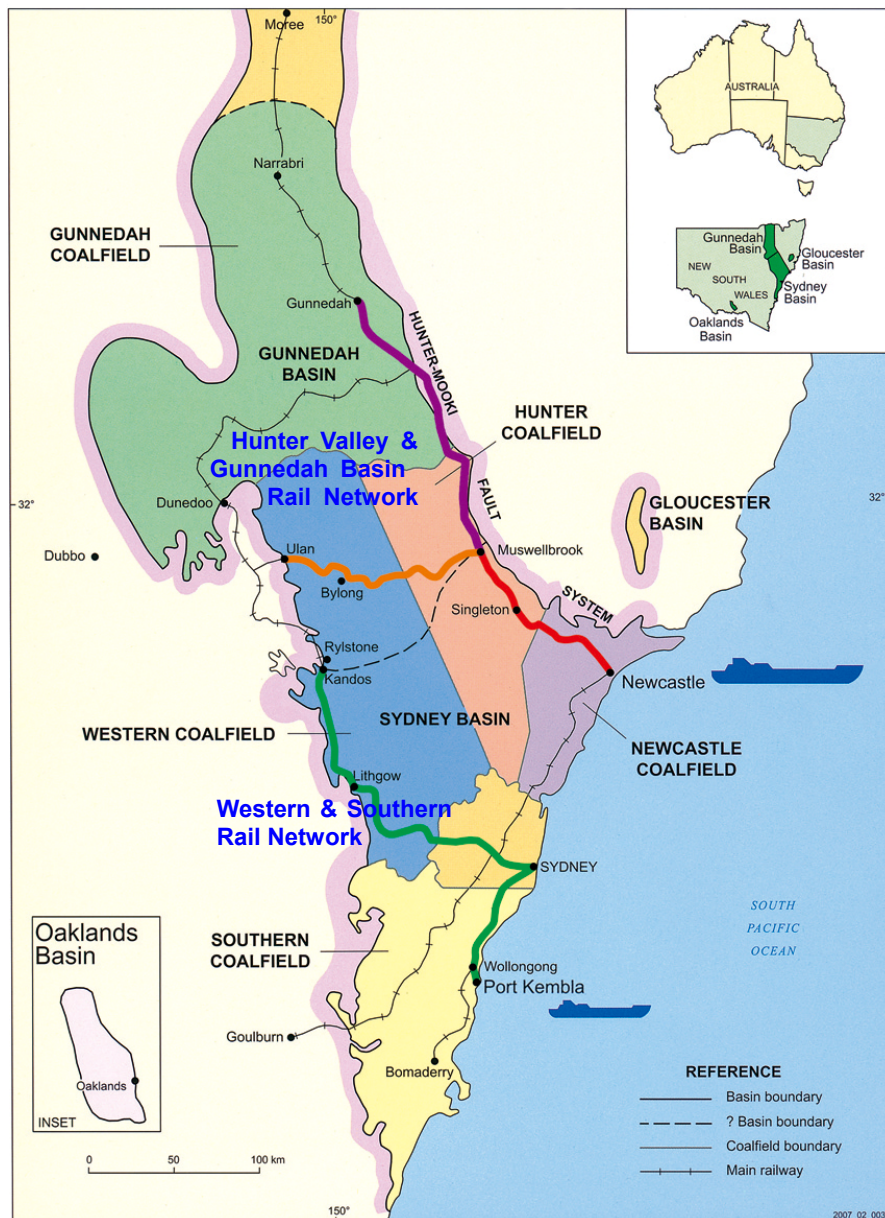 150°
Moree
AUSTRALIA
Narrabri
GUNNEDAH
COALFIELD
Gunnedah
Basin
Gloucester
Basin
NEW
SOUTH
WALES
Sydney
Basin
Oaklands
Basin
Gunnedah
HUNTER-MOOKI
GUNNEDAH
BASIN
HUNTER
COALFIELD
Hunter Valley &
Gunnedah Basin
Rail Network
FAULT
GLOUCESTER
BASIN
32°
32°
Dunedoo
Dubbo
Ulan
Muswellbrook
Bylong
Singleton
SYSTEM
Rylstone
Kandos
Newcastle
WESTERN COALFIELD
SYDNEY BASIN
NEWCASTLE
COALFIELD
Lithgow
Western & Southern
Rail Network
SYDNEY
SOUTH
PACIFIC
OCEAN
Oaklands
Basin
SOUTHERN
COALFIELD
Wollongong
Port Kembla
Goulburn
Bomaderry
Oaklands
INSET
REFERENCE
Basin boundary
? Basin boundary
Coalfield boundary
Main railway
0 50 100 km
150°
2007_02_003